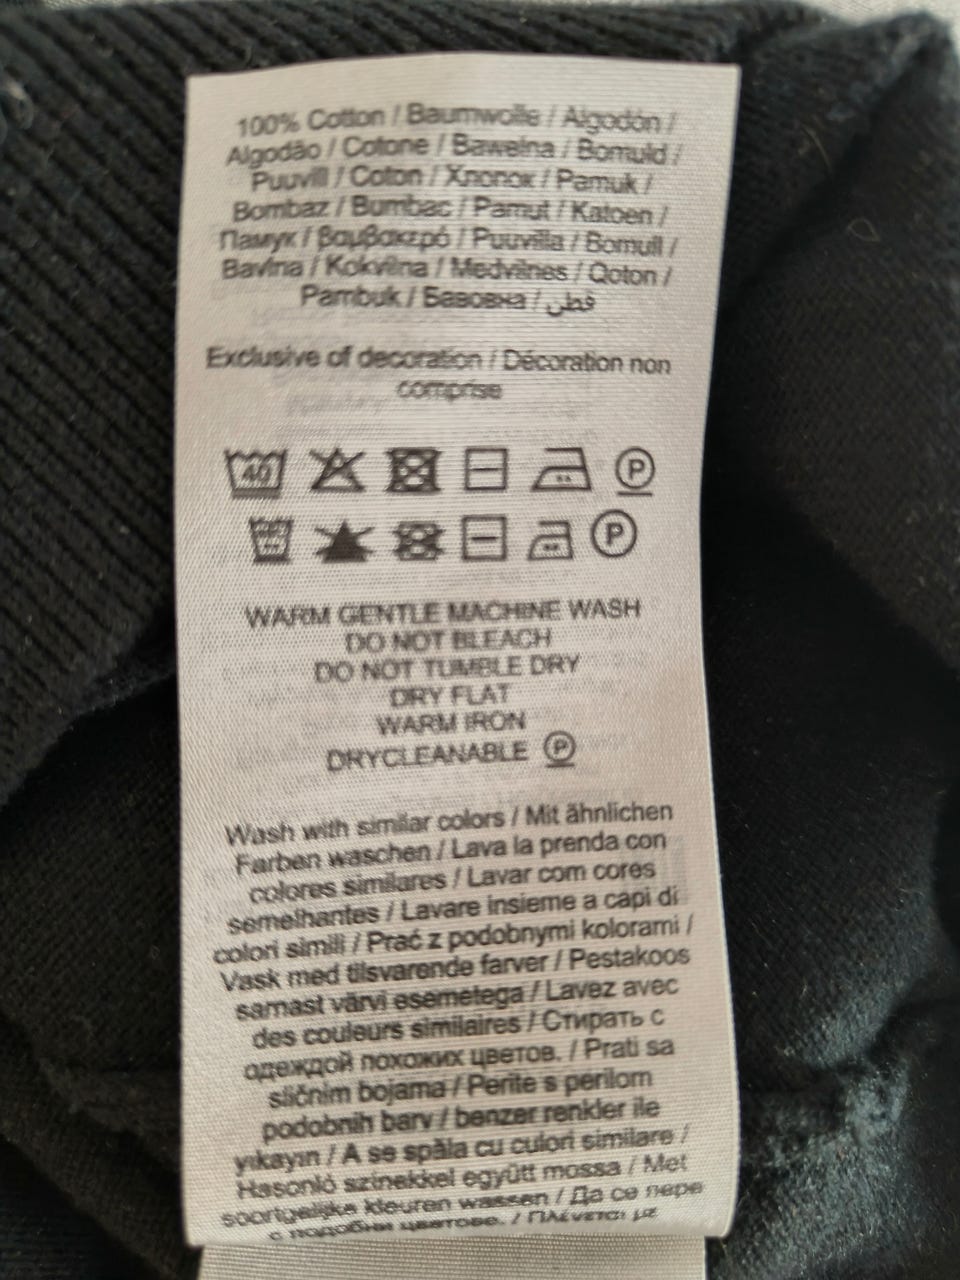 100% Cotton / Baumwolle / Algodón /
Algodão / Cotone / Bawełna / Bomuld /
Puuvill / Coton / Хлопок / Pamuk /
Bombaz / Bumbac / Pamut / Katoen /
Памук / βαμβακερό / Puuvilla / Bomull /
Bavlna / Kokvilna / Medvilnės / Qoton /
Pambuk / Бавовна / قطن
Exclusive of decoration / Décoration non
comprise
40
P
P
WARM GENTLE MACHINE WASH
DO NOT BLEACH
DO NOT TUMBLE DRY
DRY FLAT
WARM IRON
DRYCLEANABLE P
Wash with similar colors / Mit ähnlichen
Farben waschen / Lava la prenda con
colores similares / Lavar com cores
semelhantes / Lavare insieme a capi di
colori simili / Prać z podobnymi kolorami /
Vask med tilsvarende farver / Pestakoos
samast värvi esemetega / Lavez avec
des couleurs similaires / Стирать с
одеждой похожих цветов. / Prati sa
sličnim bojama / Perite s perilom
podobnih barv / benzer renkler ile
yıkayın / A se spăla cu culori similare /
Hasonló színekkel együtt mossa / Met
soortgelijke kleuren wassen / Да се пере
с подобни цветове. / Πλένεται με